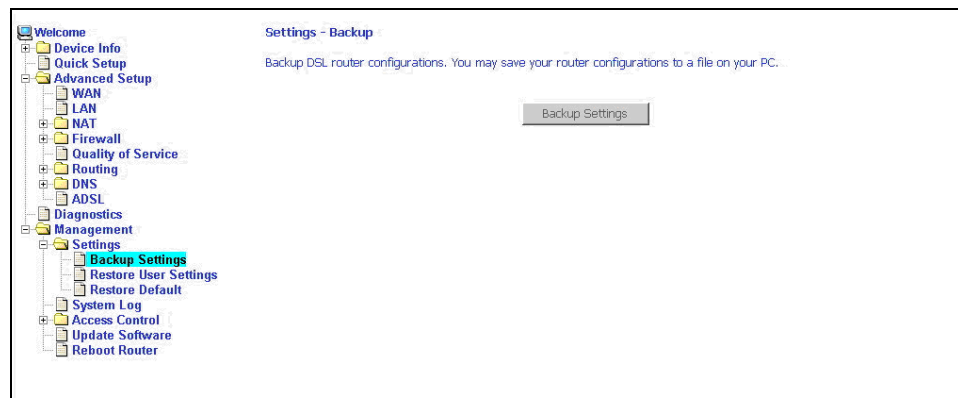 Welcome
Device Info
Quick Setup
Advanced Setup
WAN
LAN
NAT
Firewall
Quality of Service
Routing
DNS
ADSL
Diagnostics
Management
Settings
Backup Settings
Restore User Settings
Restore Default
System Log
Access Control
Update Software
Reboot Router
Settings - Backup
Backup DSL router configurations. You may save your router configurations to a file on your PC.
Backup Settings